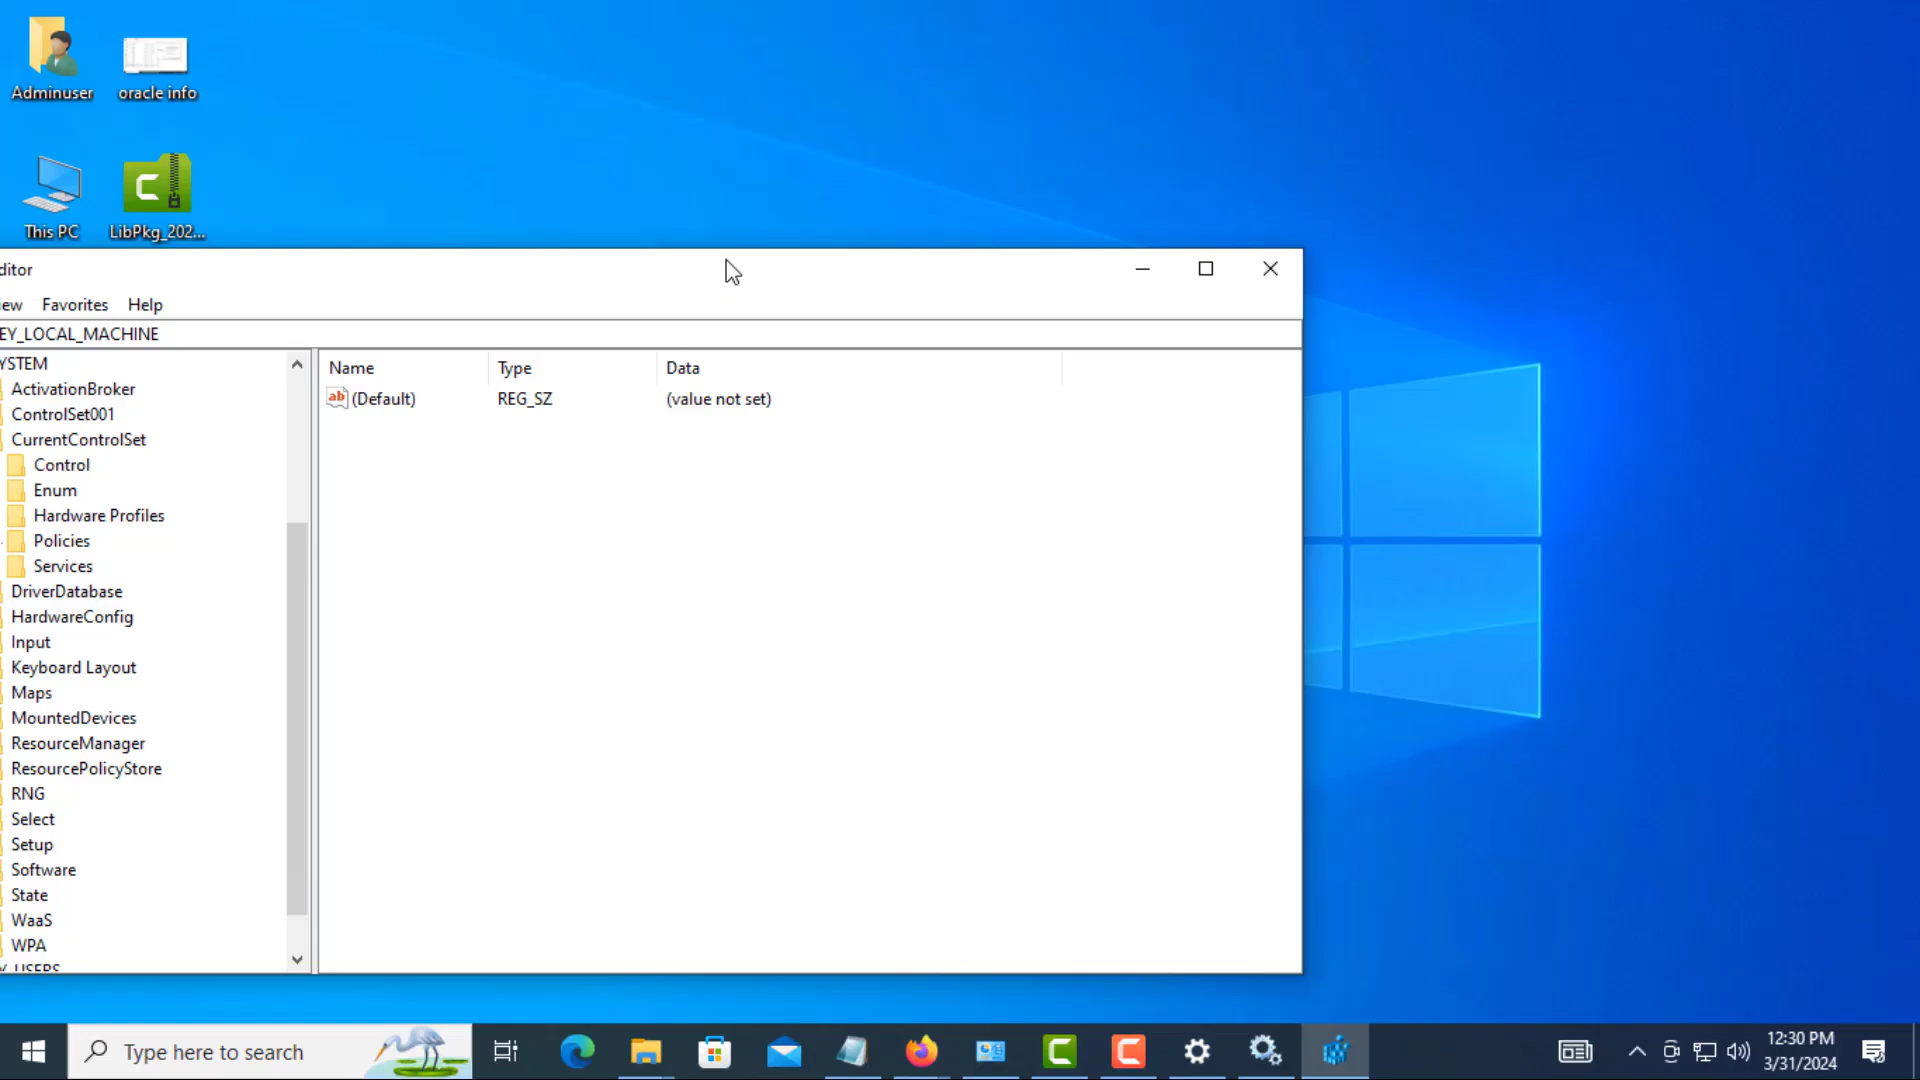 Adminuser
oracle info
This PC
LibPkg_202...
ditor
iew Favorites Help
EY_LOCAL_MACHINE
YSTEM
ActivationBroker
ControlSet001
CurrentControlSet
Control
Enum
Hardware Profiles
Policies
Services
DriverDatabase
HardwareConfig
Input
Keyboard Layout
Maps
MountedDevices
ResourceManager
ResourcePolicyStore
RNG
Select
Setup
Software
State
WaaS
WPA
Y_USERS
Name Type Data
ab (Default) REG_SZ (value not set)
Type here to search
12:30 PM
3/31/2024